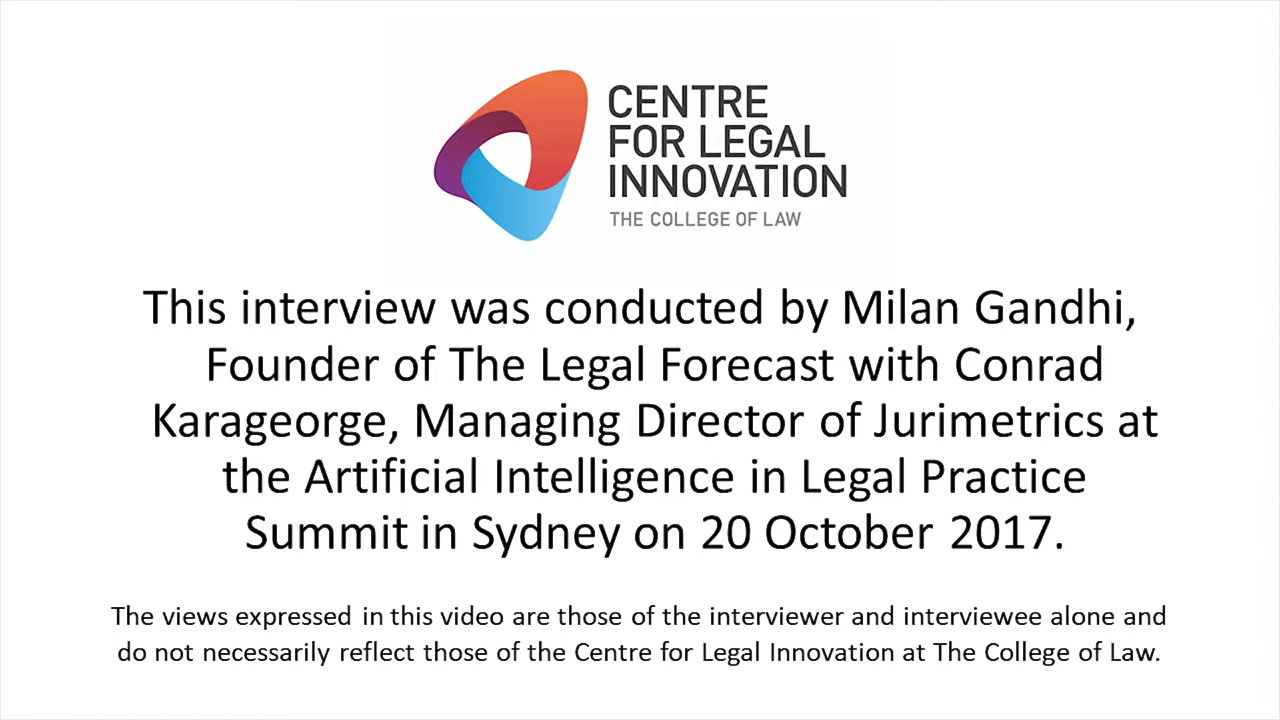 CENTRE
FOR LEGAL
INNOVATION
THE COLLEGE OF LAW
This interview was conducted by Milan Gandhi,
Founder of The Legal Forecast with Conrad
Karageorge, Managing Director of Jurimetrics at
the Artificial Intelligence in Legal Practice
Summit in Sydney on 20 October 2017.
The views expressed in this video are those of the interviewer and interviewee alone and
do not necessarily reflect those of the Centre for Legal Innovation at The College of Law.